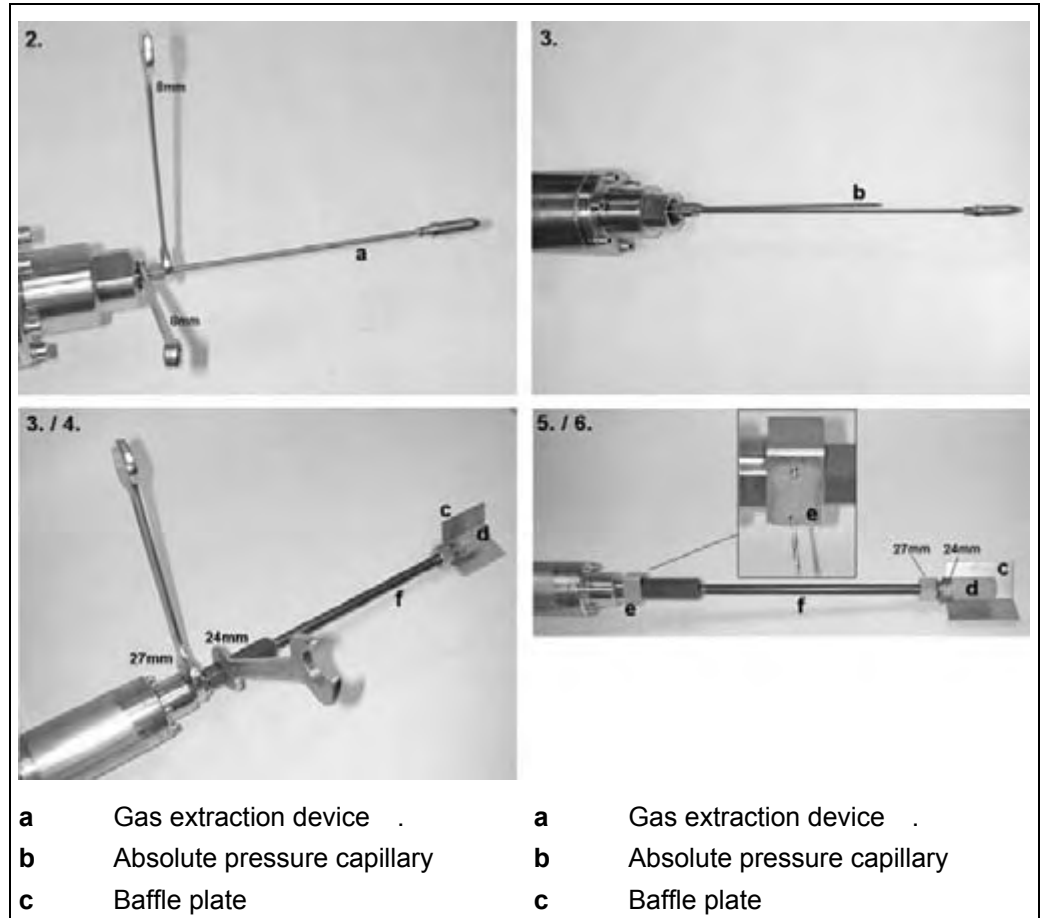 2.
8mm
a
8mm
3.
b
3. / 4.
c
d
f
24mm
27mm
5. / 6.
e
27mm 24mm
c
d
e
f
a Gas extraction device .
b Absolute pressure capillary
c Baffle plate
a Gas extraction device .
b Absolute pressure capillary
c Baffle plate